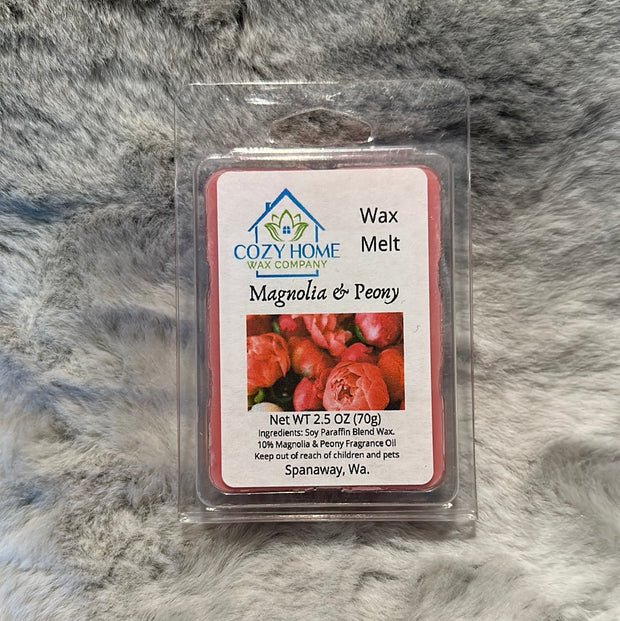 Wax
Melt
COZY HOME
WAX COMPANY
Magnolia & Peony
Net WT 2.5 OZ (70g)
Ingredients: Soy Paraffin Blend Wax.
10% Magnolia & Peony Fragrance Oil
Keep out of reach of children and pets
Spanaway, Wa.